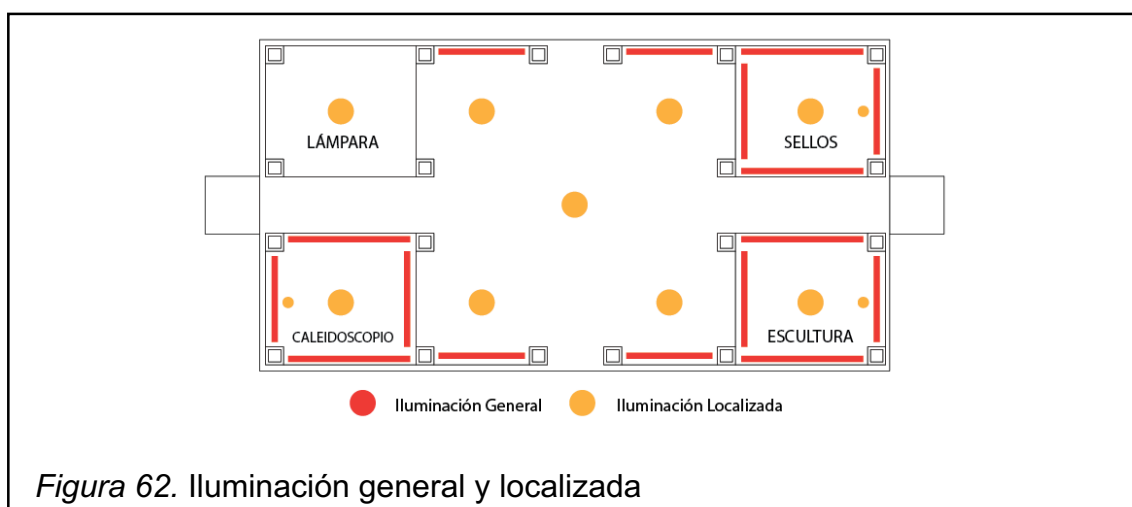 LÁMPARA
SELLOS
CALEIDOSCOPIO
ESCULTURA
Iluminación General
Iluminación Localizada
Figura 62. Iluminación general y localizada